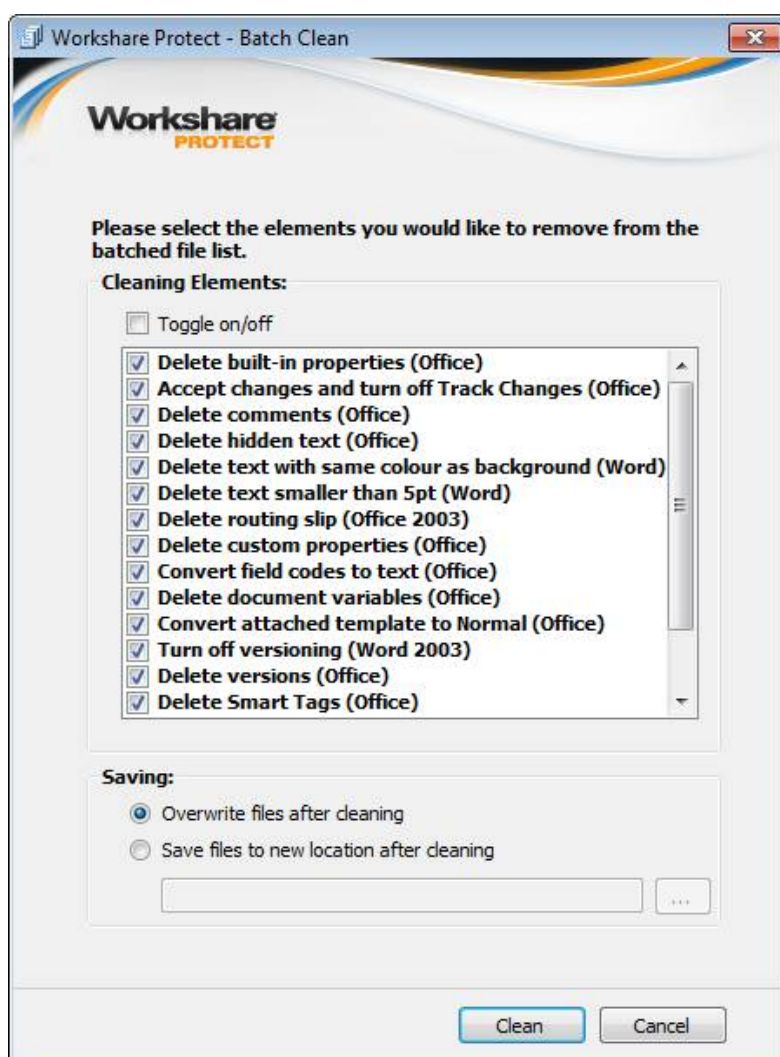 Workshare Protect - Batch Clean
Workshare
PROTECT
Please select the elements you would like to remove from the
batched file list.
Cleaning Elements:
Toggle on/off
Delete built-in properties (Office)
Accept changes and turn off Track Changes (Office)
Delete comments (Office)
Delete hidden text (Office)
Delete text with same colour as background (Word)
Delete text smaller than 5pt (Word)
Delete routing slip (Office 2003)
Delete custom properties (Office)
Convert field codes to text (Office)
Delete document variables (Office)
Convert attached template to Normal (Office)
Turn off versioning (Word 2003)
Delete versions (Office)
Delete Smart Tags (Office)
Saving:
Overwrite files after cleaning
Save files to new location after cleaning
...
Clean Cancel